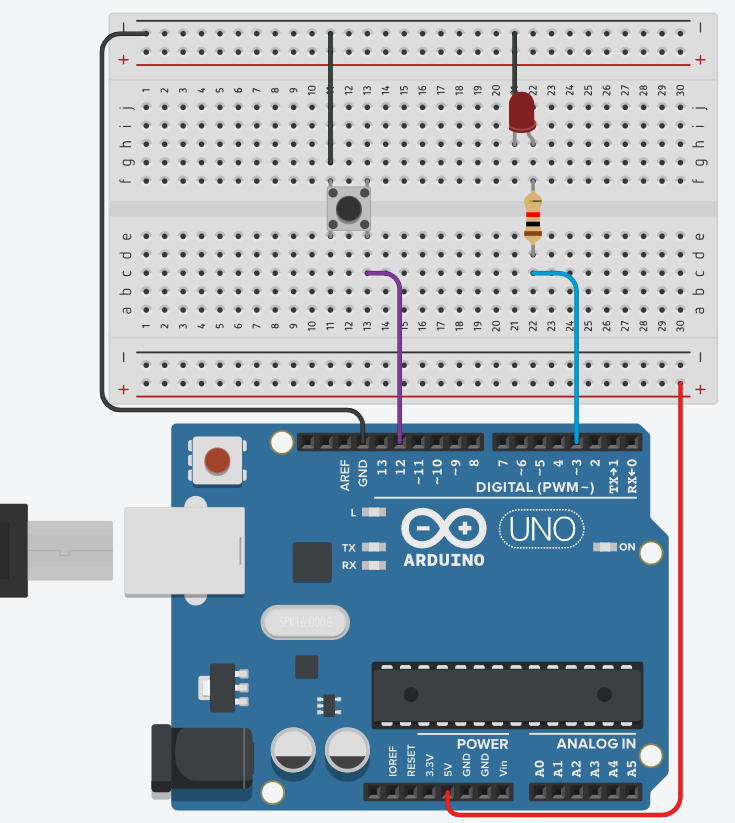 − −
+ +
1 2 3 4 5 6 7 8 9 10 11 12 13 14 15 16 17 18 19 20 21 22 23 24 25 26 27 28 29 30
j j
i i
h h
g g
f f
e e
d d
c c
b b
a a
1 2 3 4 5 6 7 8 9 10 11 12 13 14 15 16 17 18 19 20 21 22 23 24 25 26 27 28 29 30
− −
+ +
AREF GND 13 12 ~11 ~10 ~9 8 7 ~6 ~5 4 ~3 2 TX→1 RX←0
DIGITAL (PWM~)
L
TX
RX
ARDUINO
UNO
ON
SPK16.000G
POWER
ANALOG IN
IOREF RESET 3.3V 5V GND GND Vin A0 A1 A2 A3 A4 A5